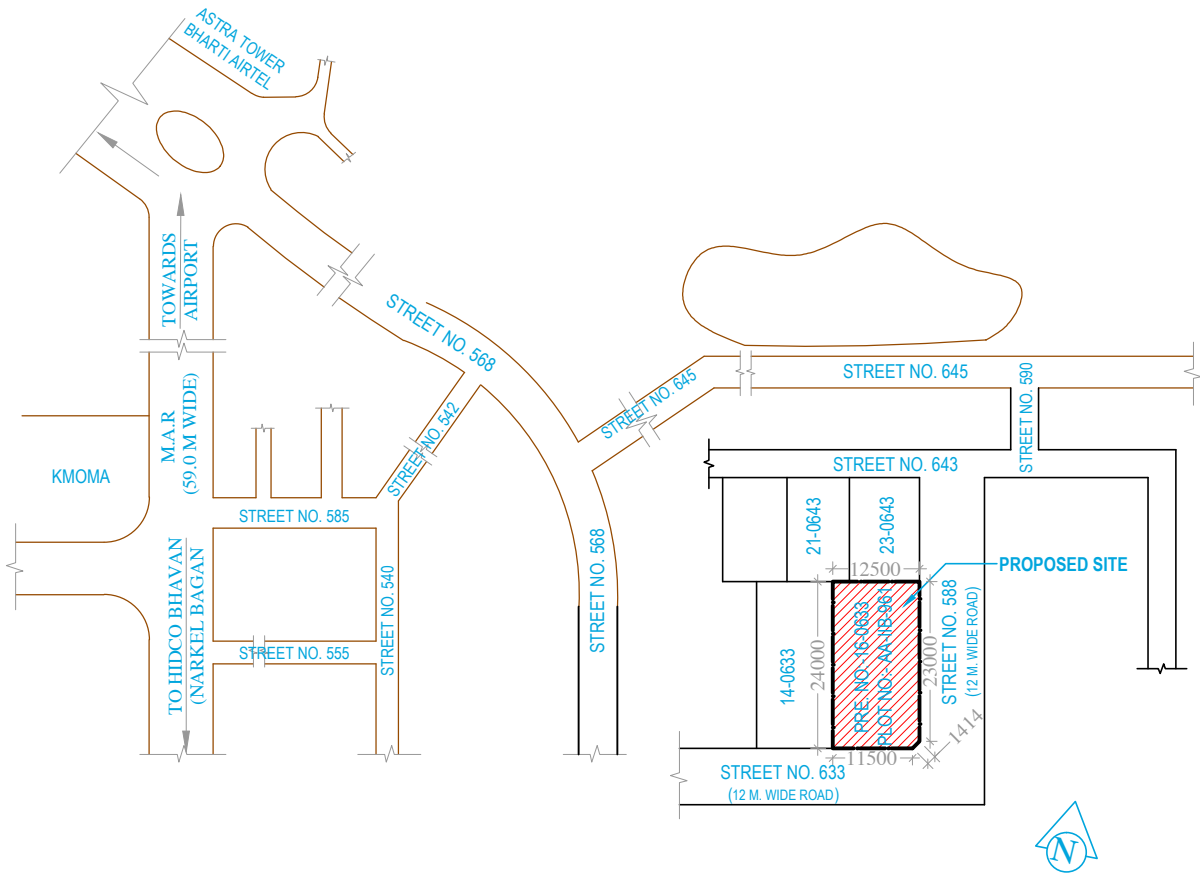 ASTRA TOWER
BHARTI AIRTEL
TOWARDS
AIRPORT
M.A.R
(59.0 M WIDE)
KMOMA
TO HIDCO BHAVAN
(NARKEL BAGAN
STREET NO. 568
STREET NO. 542
STREET NO. 585
STREET NO. 540
STREET NO. 555
STREET NO. 568
STREET NO. 645
STREET NO. 645
STREET NO. 590
STREET NO. 643
21-0643
23-0643
12500
PROPOSED SITE
14-0633
24000
PRE. NO.-16-0633
PLOT NO:- AA-IIB-961
23000
STREET NO. 588
(12 M. WIDE ROAD)
1414
11500
STREET NO. 633
(12 M. WIDE ROAD)
N